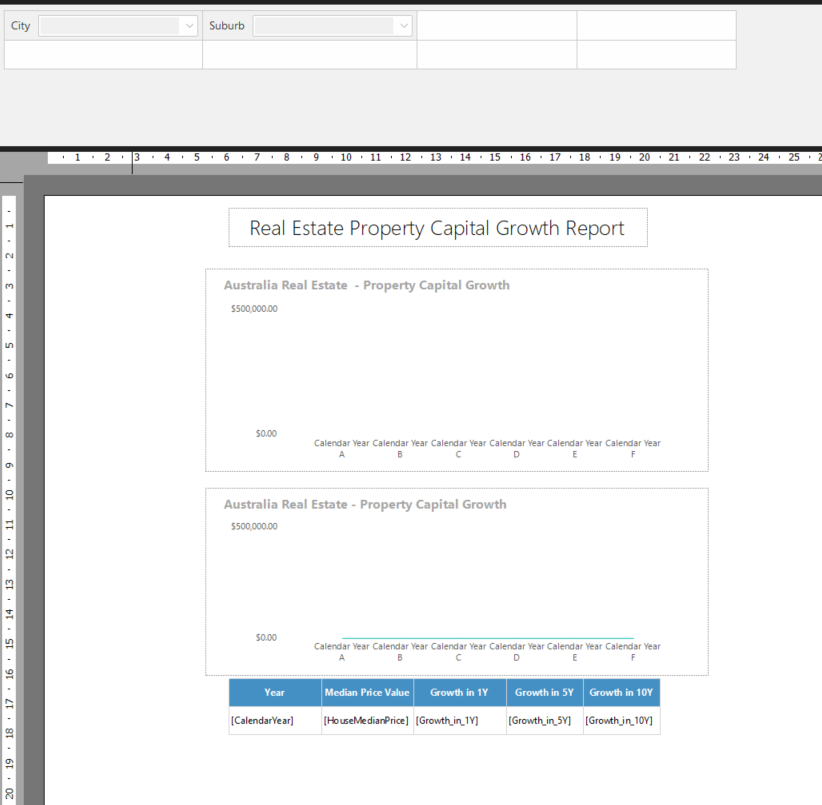 City Suburb
1 2 3 4 5 6 7 8 9 10 11 12 13 14 15 16 17 18 19 20 21 22 23 24 25
Real Estate Property Capital Growth Report
Australia Real Estate  - Property Capital Growth
$500,000.00
$0.00
Calendar Year Calendar Year Calendar Year Calendar Year Calendar Year Calendar Year
A B C D E F
Australia Real Estate - Property Capital Growth
$500,000.00
$0.00
Calendar Year Calendar Year Calendar Year Calendar Year Calendar Year Calendar Year
A B C D E F
Year Median Price Value Growth in 1Y Growth in 5Y Growth in 10Y
[CalendarYear] [HouseMedianPrice] [Growth_in_1Y] [Growth_in_5Y] [Growth_in_10Y]
1
2
3
4
5
6
7
8
9
10
11
12
13
14
15
16
17
18
19
20